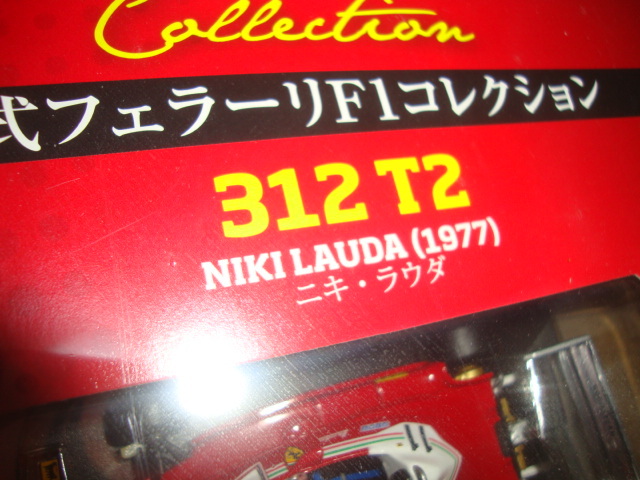 Collection
式フェラーリF1コレクション
312 T2
NIKI LAUDA (1977)
ニキ・ラウダ
11